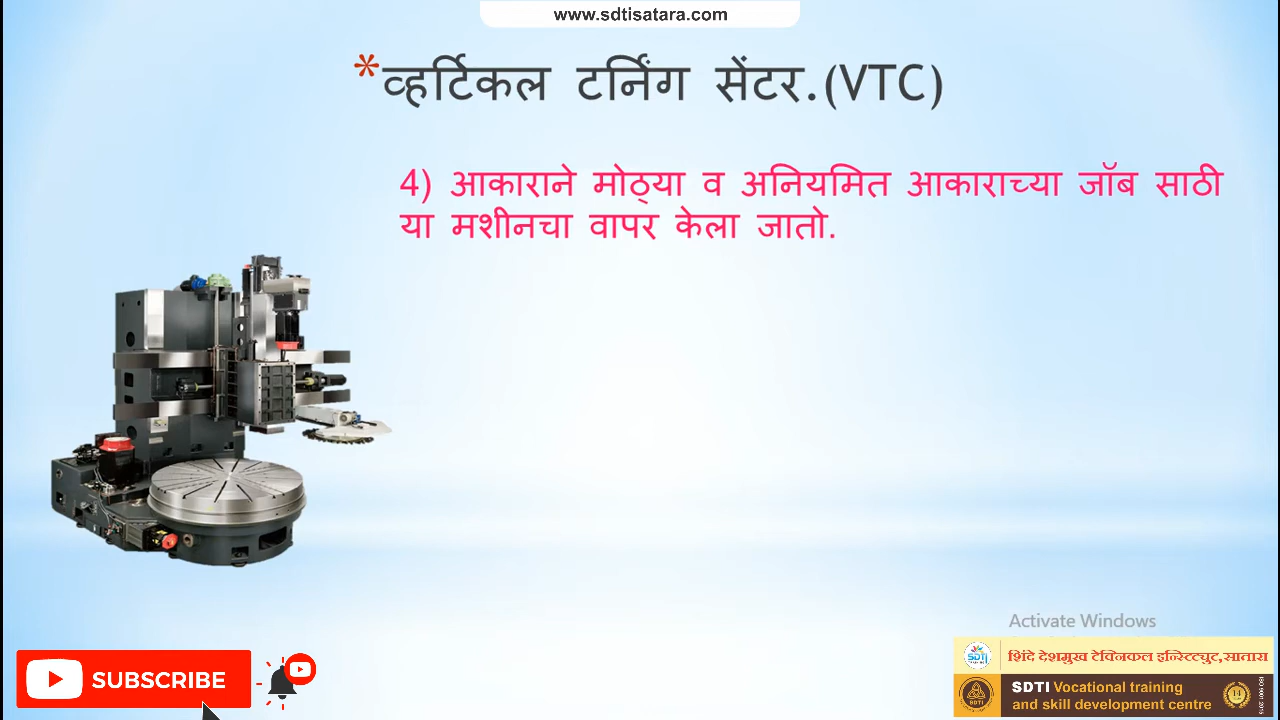 www.sdtisatara.com
*व्हर्टिकल टर्निंग सेंटर.(VTC)
4) आकाराने मोठ्या व अनियमित आकाराच्या जॉब साठी
या मशीनचा वापर केला जातो.
Activate Windows
SUBSCRIBE
शिंदे देशमुख टेक्निकल इन्स्टिट्युट,सातारा
SDTI Vocational training
and skill development centre